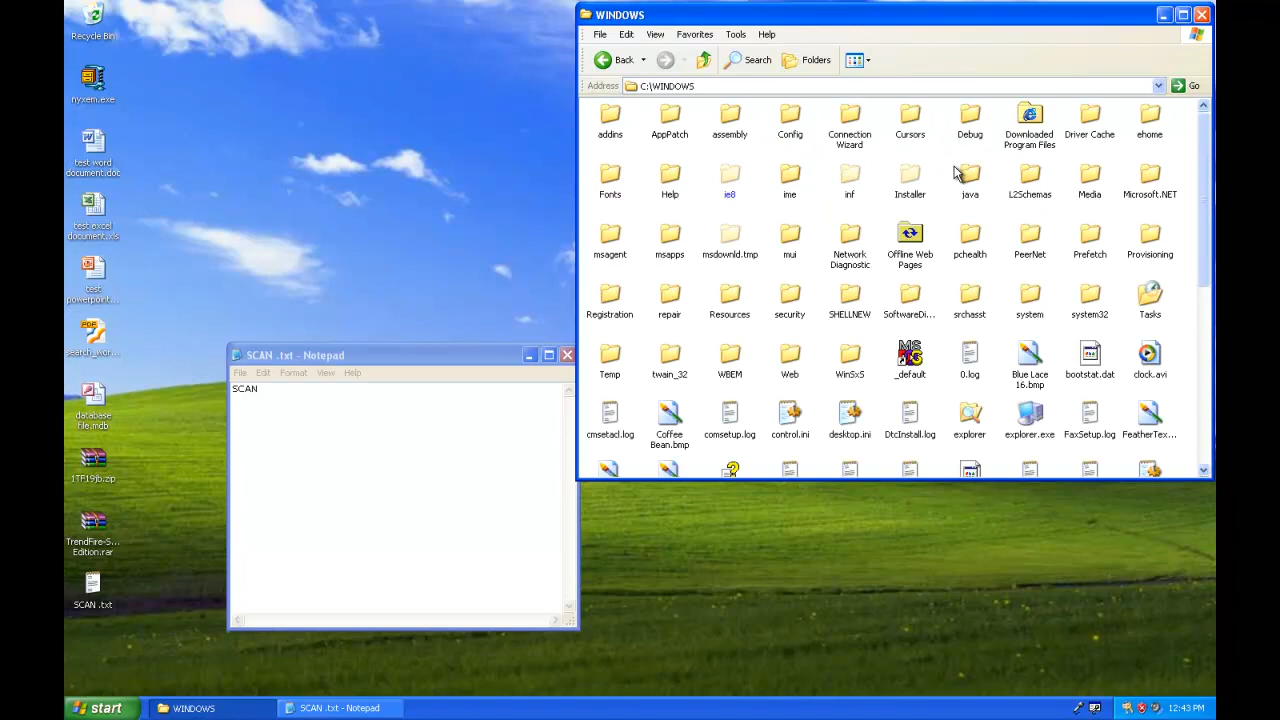 Recycle Bin
nyxem.exe
test word
document.doc
test excel
document.xls
test
powerpoint...
search_wor...
database
file.mdb
1TF19jb.zip
TrendFire-S...
Edition.rar
SCAN .txt
WINDOWS
File Edit View Favorites Tools Help
Back Search Folders
Address C:\WINDOWS Go
addins AppPatch assembly Config Connection Wizard Cursors Debug Downloaded Program Files Driver Cache ehome
Fonts Help ie8 ime inf Installer java L2Schemas Media Microsoft.NET
msagent msapps msdownld.tmp mui Network Diagnostic Offline Web Pages pchealth PeerNet Prefetch Provisioning
Registration repair Resources security SHELLNEW SoftwareDi... srchasst system system32 Tasks
Temp twain_32 WBEM Web WinSxS _default 0.log Blue Lace 16.bmp bootstat.dat clock.avi
cmsetacl.log Coffee Bean.bmp comsetup.log control.ini desktop.ini DtcInstall.log explorer explorer.exe FaxSetup.log FeatherTex...
SCAN .txt - Notepad
File Edit Format View Help
SCAN
start WINDOWS SCAN .txt - Notepad 12:43 PM